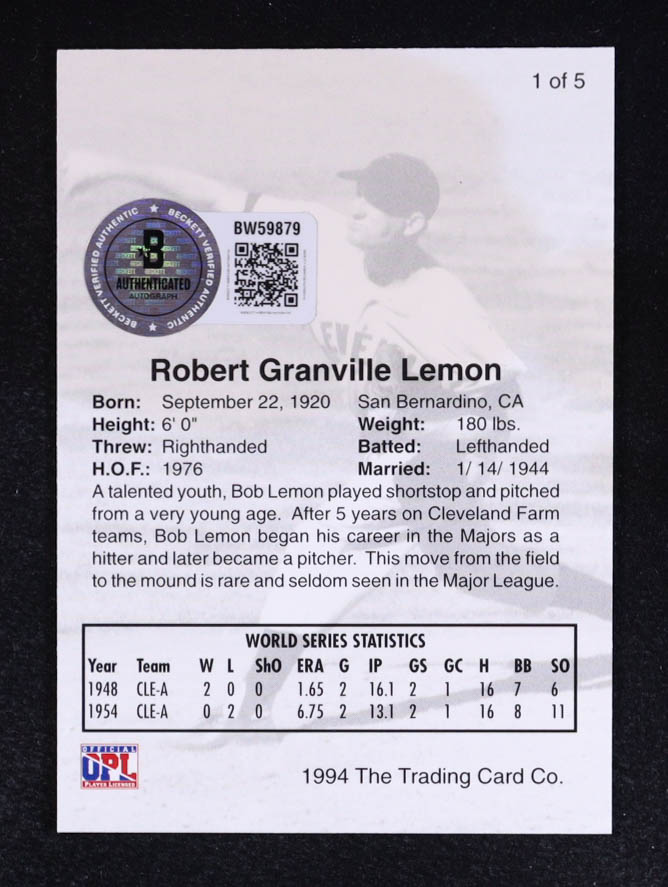 1 of 5
BECKETT VERIFIED AUTHENTIC
B
AUTHENTICATED
AUTOGRAPH
BECKETT VERIFIED AUTHENTIC
BW59879
Robert Granville Lemon
Born: September 22, 1920 San Bernardino, CA
Height: 6' 0" Weight: 180 lbs.
Threw: Righthanded Batted: Lefthanded
H.O.F.: 1976 Married: 1/ 14/ 1944
A talented youth, Bob Lemon played shortstop and pitched
from a very young age. After 5 years on Cleveland Farm
teams, Bob Lemon began his career in the Majors as a
hitter and later became a pitcher. This move from the field
to the mound is rare and seldom seen in the Major League.
WORLD SERIES STATISTICS
Year Team W L ShO ERA G IP GS GC H BB SO
1948 CLE-A 2 0 0 1.65 2 16.1 2 1 16 7 6
1954 CLE-A 0 2 0 6.75 2 13.1 2 1 16 8 11
OFFICIAL
OPL
PLAYER LICENSED
1994 The Trading Card Co.